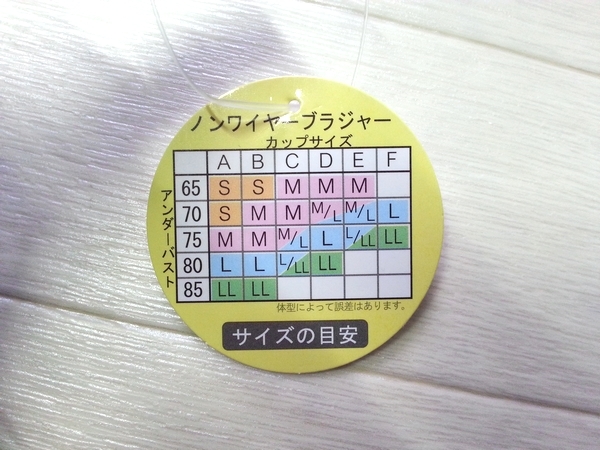 ノンワイヤーブラジャー
カップサイズ
A B C D E F
アンダーバスト
65 S S M M M
70 S M M M/L M/L L
75 M M M/L L L/LL LL
80 L L L/LL LL
85 LL LL
体型によって誤差はあります。
サイズの目安